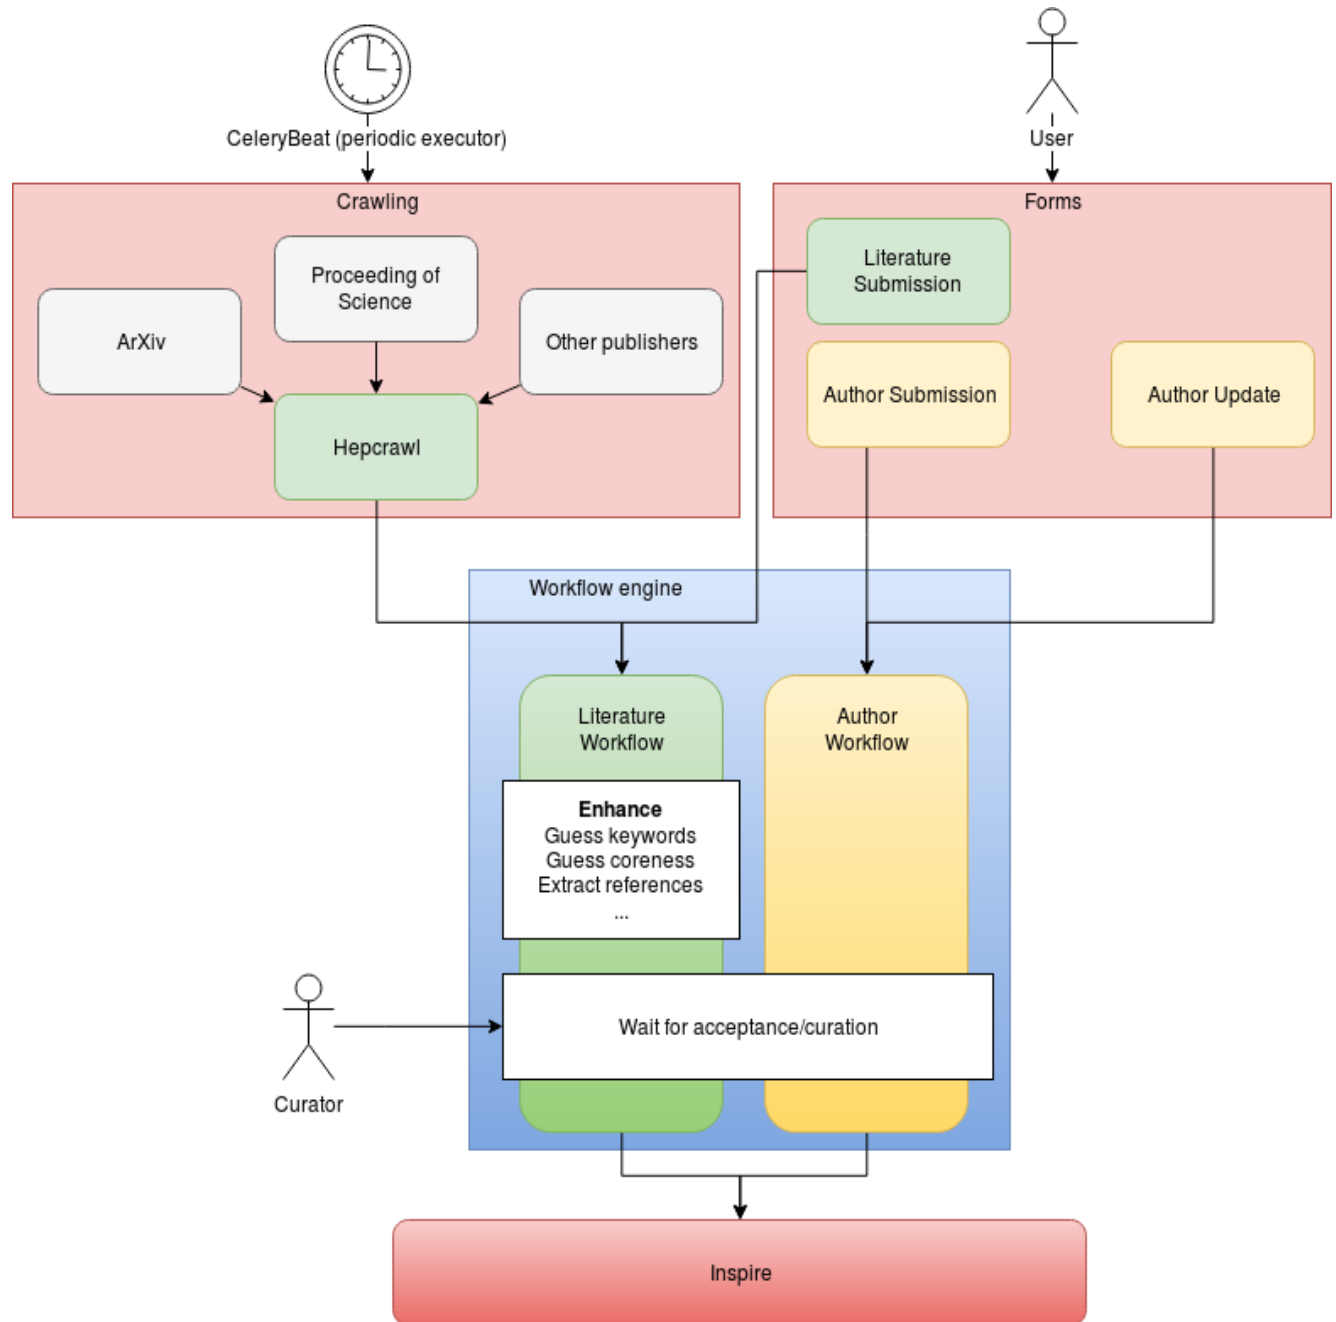 CeleryBeat (periodic executor)
User
Crawling
Proceeding of
Science
ArXiv
Other publishers
Hepcrawl
Forms
Literature
Submission
Author Submission
Author Update
Workflow engine
Literature
Workflow
Author
Workflow
Enhance
Guess keywords
Guess coreness
Extract references
...
Wait for acceptance/curation
Curator
Inspire